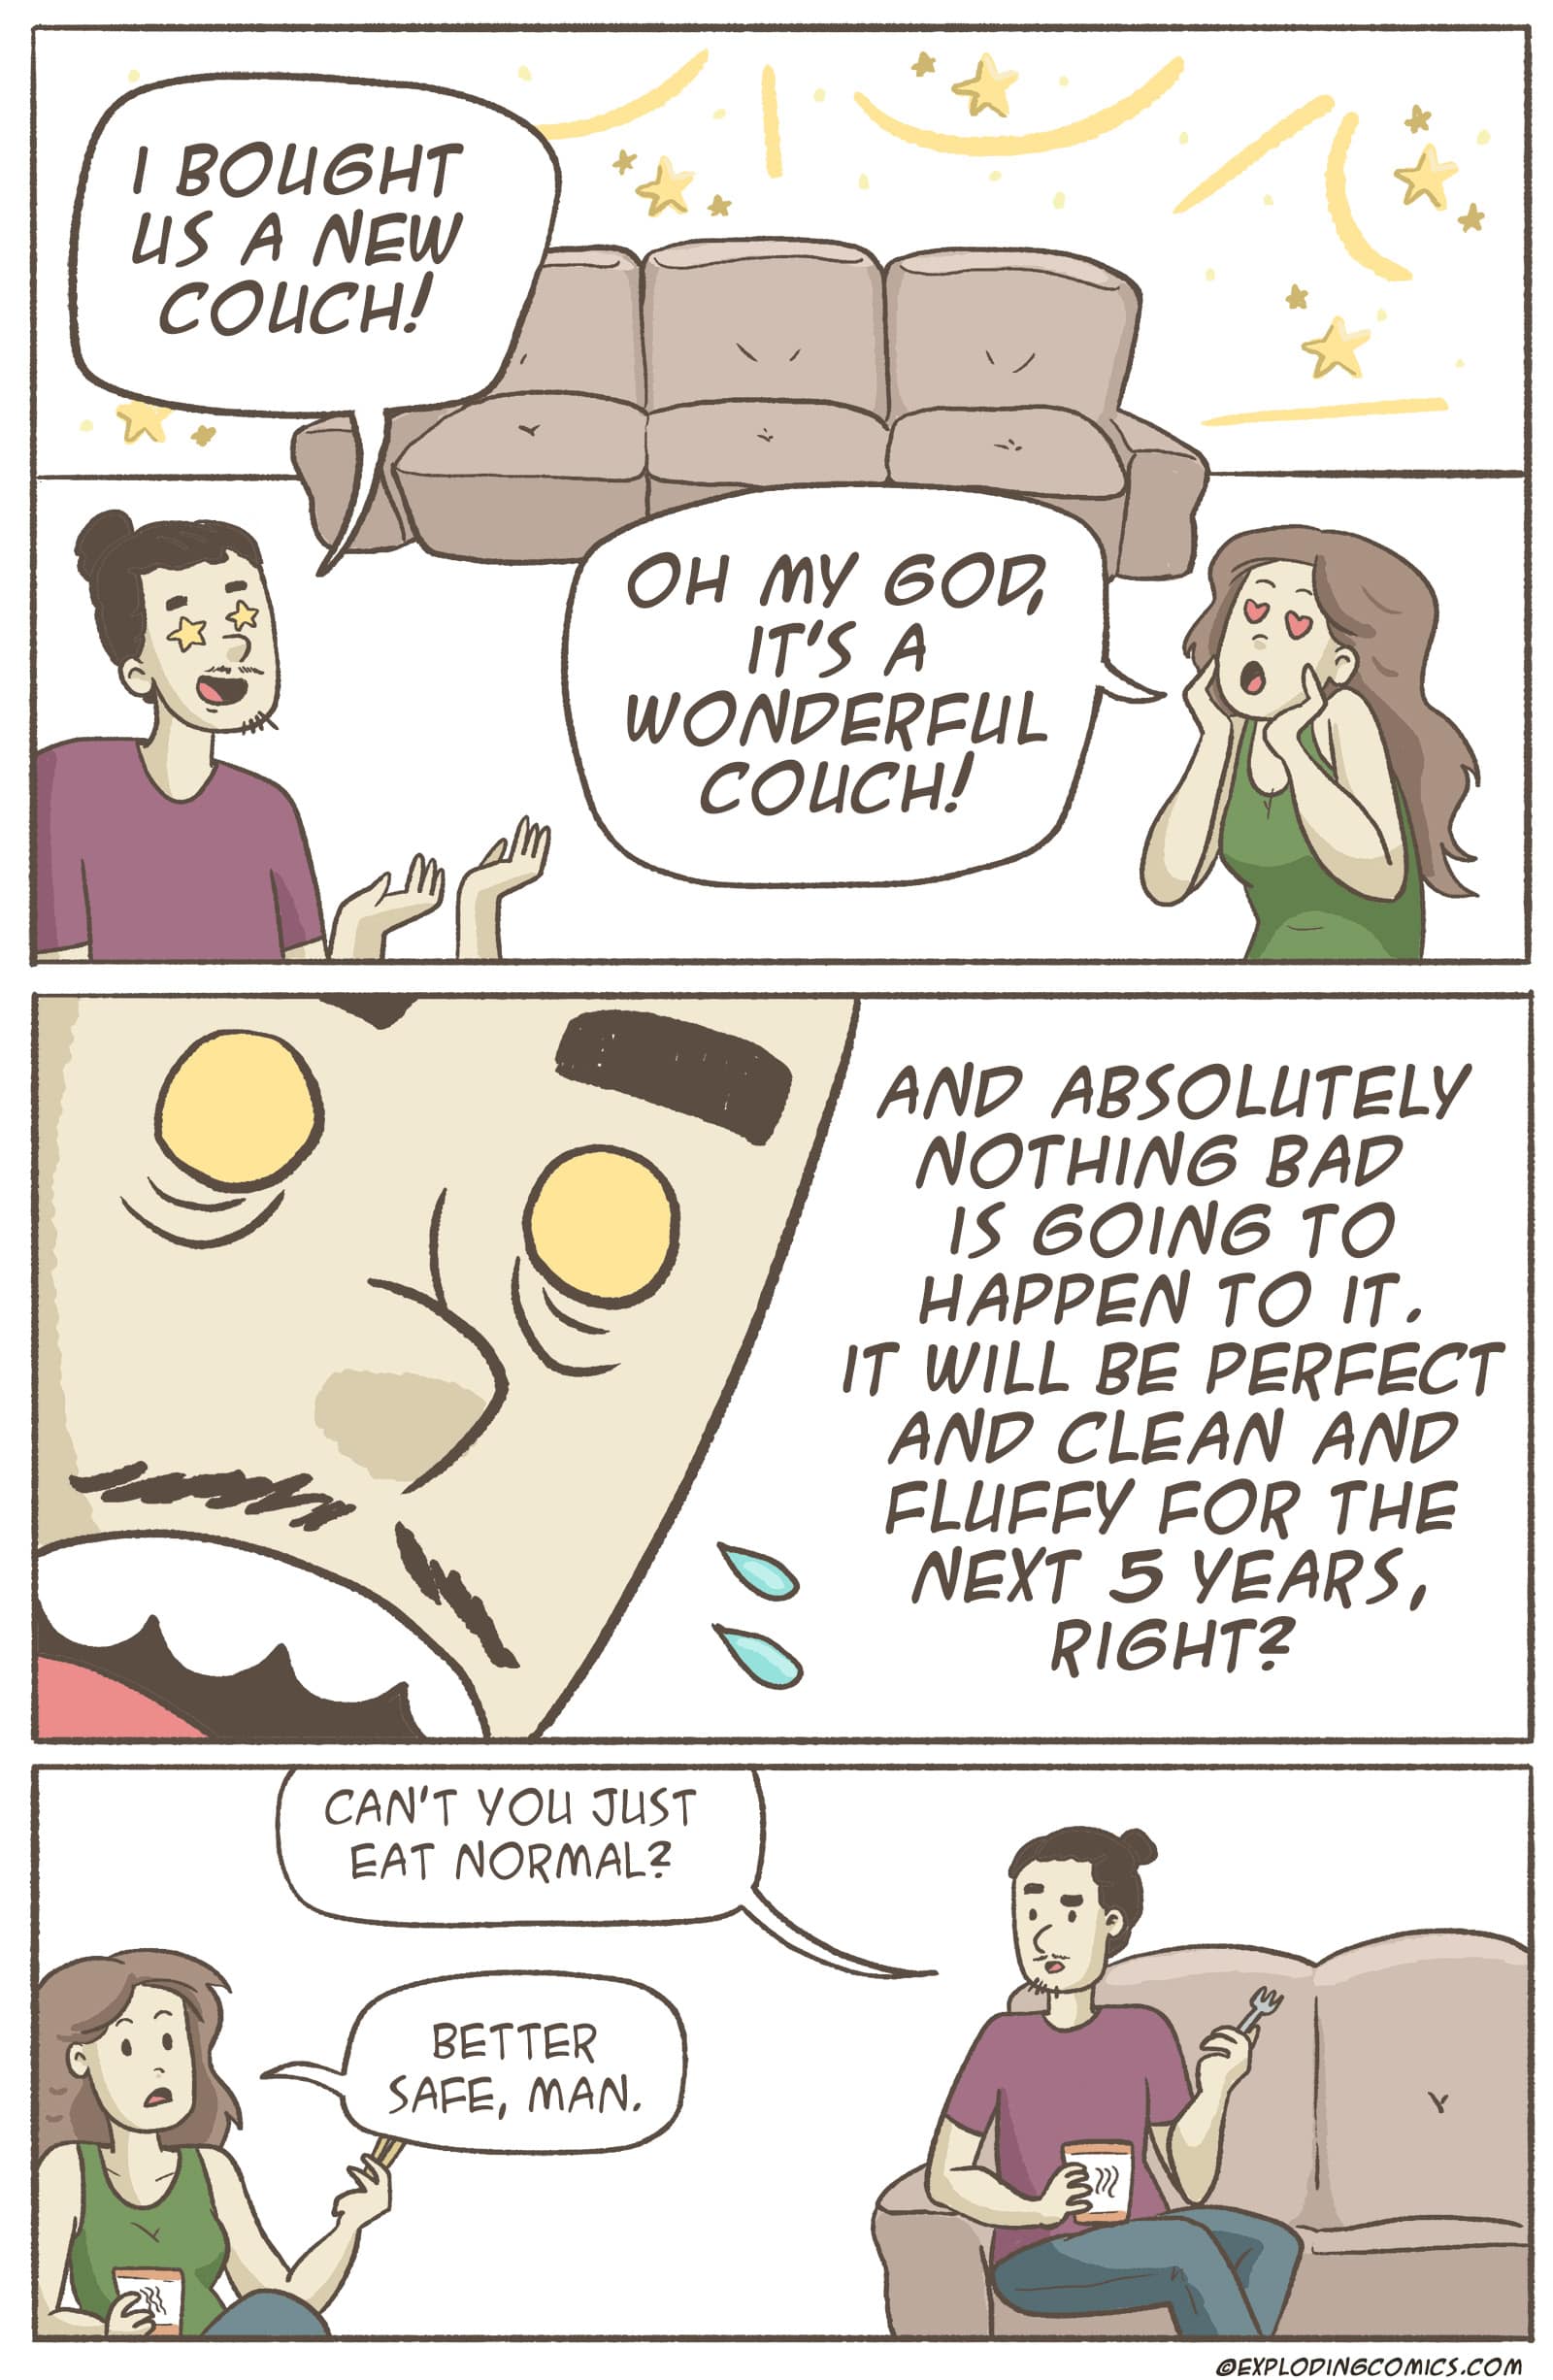 I BOUGHT
US A NEW
COUCH!
OH MY GOD,
IT'S A
WONDERFUL
COUCH!
AND ABSOLUTELY
NOTHING BAD
IS GOING TO
HAPPEN TO IT.
IT WILL BE PERFECT
AND CLEAN AND
FLUFFY FOR THE
NEXT 5 YEARS,
RIGHT?
CAN'T YOU JUST
EAT NORMAL?
BETTER
SAFE, MAN.
©EXPLODINGCOMICS.COM